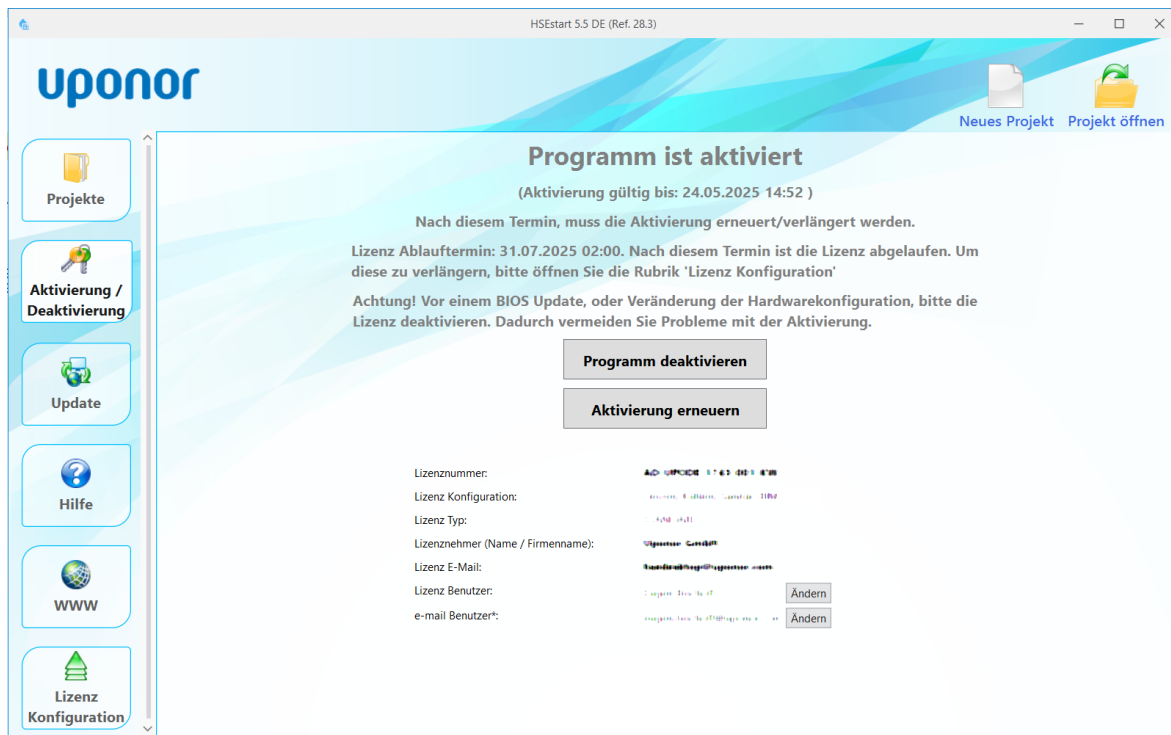 HSEstart 5.5 DE (Ref. 28.3)
uponor
Neues Projekt
Projekt öffnen
Projekte
Aktivierung /
Deaktivierung
Update
Hilfe
WWW
Lizenz
Konfiguration
Programm ist aktiviert
(Aktivierung gültig bis: 24.05.2025 14:52 )
Nach diesem Termin, muss die Aktivierung erneuert/verlängert werden.
Lizenz Ablauftermin: 31.07.2025 02:00. Nach diesem Termin ist die Lizenz abgelaufen. Um
diese zu verlängern, bitte öffnen Sie die Rubrik 'Lizenz Konfiguration'
Achtung! Vor einem BIOS Update, oder Veränderung der Hardwarekonfiguration, bitte die
Lizenz deaktivieren. Dadurch vermeiden Sie Probleme mit der Aktivierung.
Programm deaktivieren
Aktivierung erneuern
Lizenznummer:
Lizenz Konfiguration:
Lizenz Typ:
Lizenznehmer (Name / Firmenname):
Lizenz E-Mail:
Lizenz Benutzer:
Ändern
e-mail Benutzer*:
Ändern